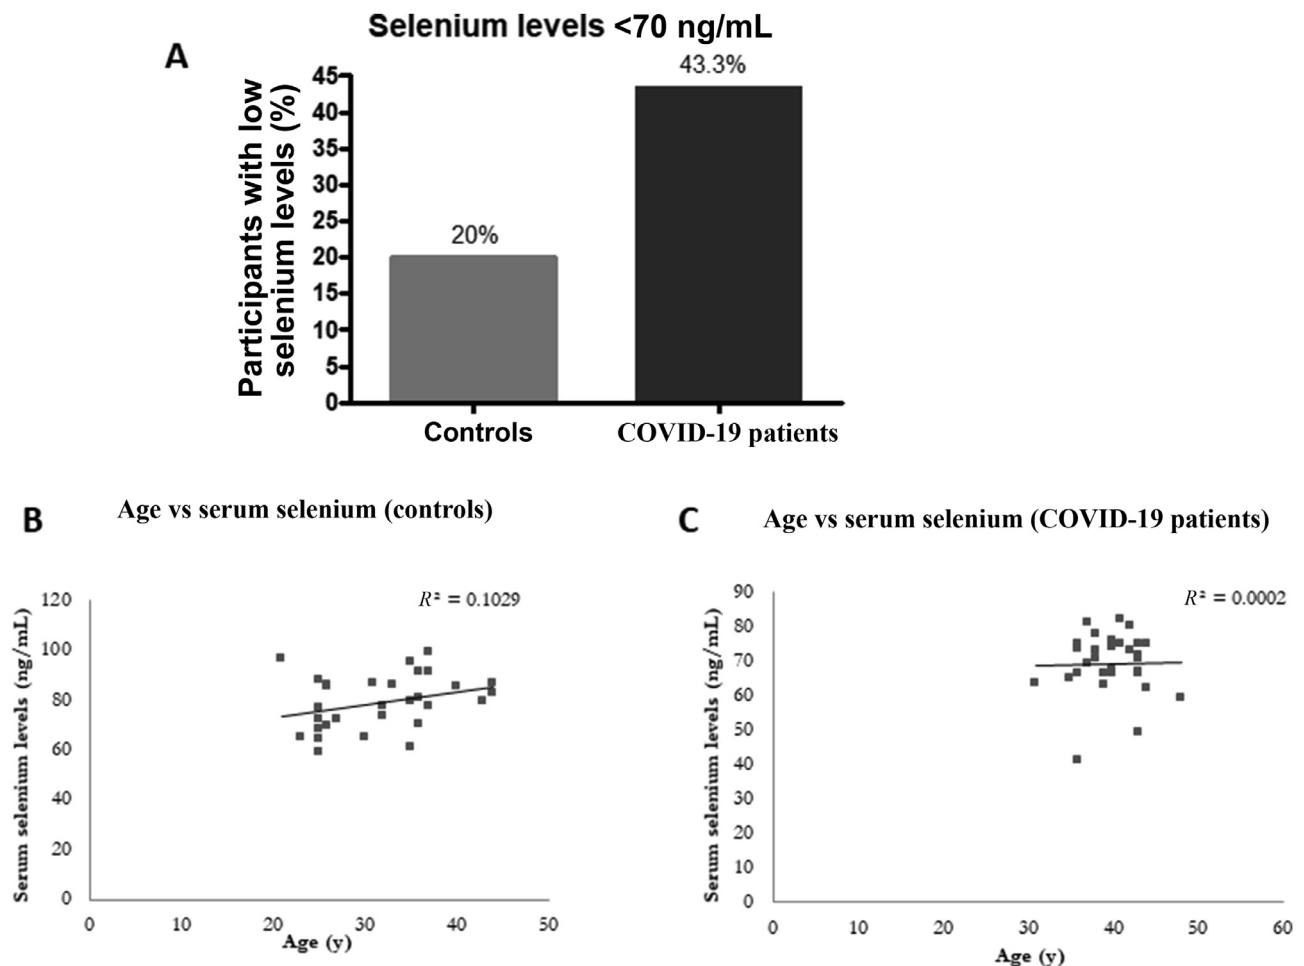 Selenium levels <70 ng/mL
A
Participants with low
selenium levels (%)
45
40
35
30
25
20
15
10
5
0
20%
43.3%
Controls
COVID-19 patients
B
Age vs serum selenium (controls)
R² = 0.1029
Serum selenium levels (ng/mL)
120
100
80
60
40
20
0
0 10 20 30 40 50
Age (y)
C
Age vs serum selenium (COVID-19 patients)
R² = 0.0002
Serum selenium levels (ng/mL)
90
80
70
60
50
40
30
20
10
0
0 10 20 30 40 50 60
Age (y)